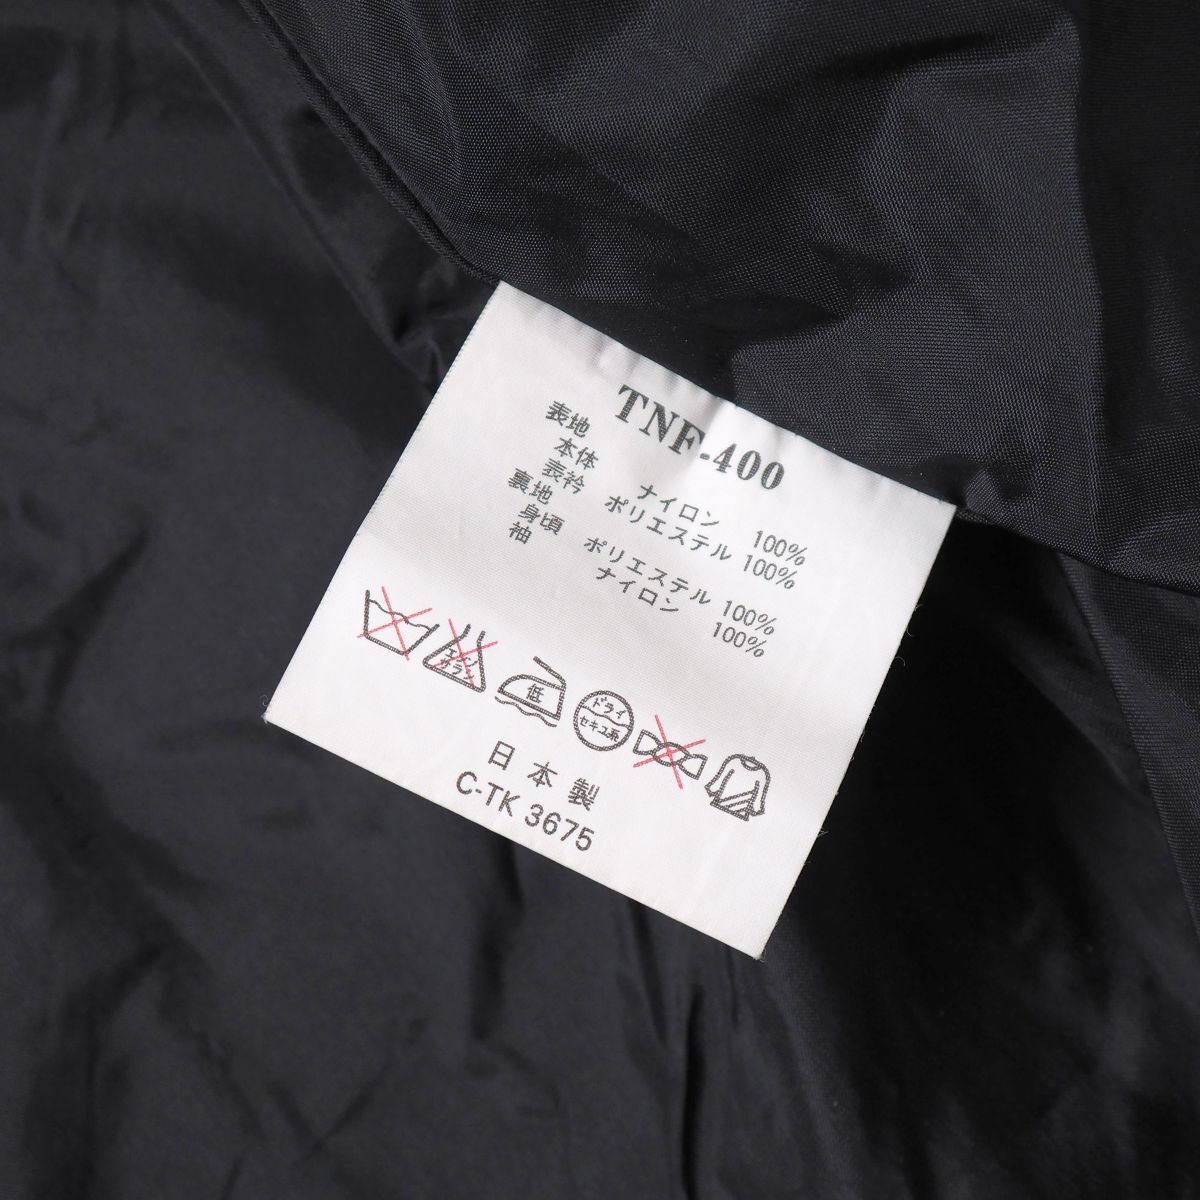 TNF-400
表地
本体 ナイロン 100%
表衿 ポリエステル 100%
裏地
身頃 ポリエステル 100%
袖 ナイロン 100%
エンソ
サラシ
低
ドライ
セキユ系
日本製
C-TK 3675